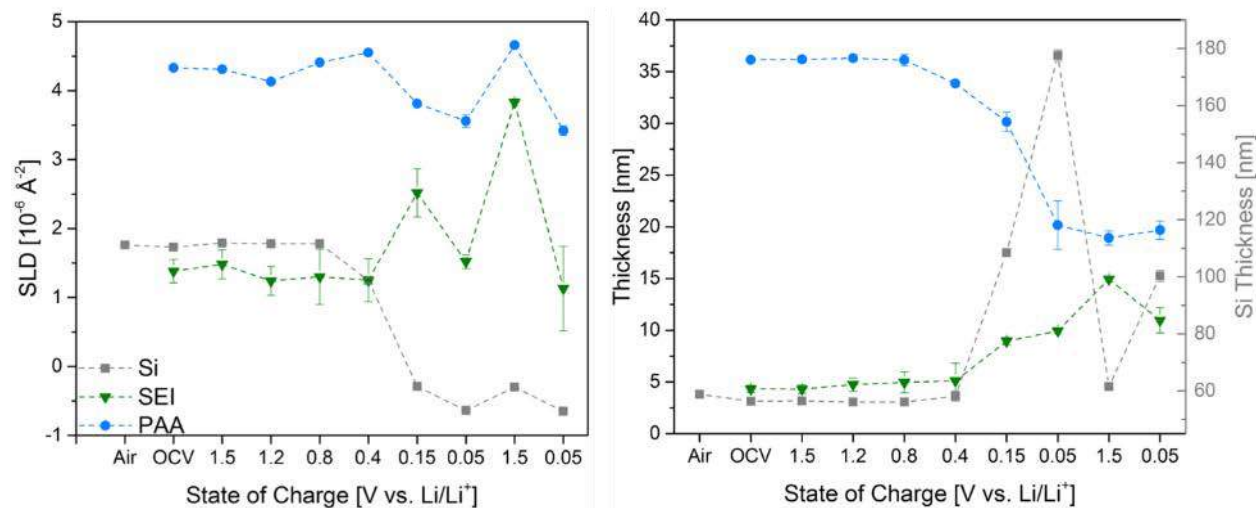 5
4
3
2
1
0
-1
SLD [10⁻⁶ Å⁻²]
Si
SEI
PAA
Air OCV 1.5 1.2 0.8 0.4 0.15 0.05 1.5 0.05
State of Charge [V vs. Li/Li⁺]
40
35
30
25
20
15
10
5
0
Thickness [nm]
180
160
140
120
100
80
60
Si Thickness [nm]
Air OCV 1.5 1.2 0.8 0.4 0.15 0.05 1.5 0.05
State of Charge [V vs. Li/Li⁺]